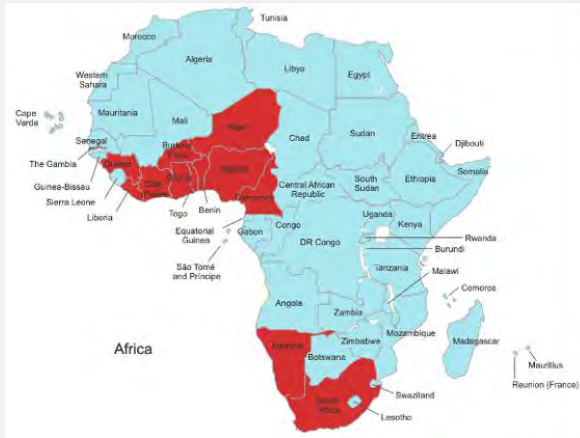 Tunisia
Morocco
Algeria
Libya
Egypt
Western
Sahara
Cape
Verde
Mauritania
Mali
Niger
Chad
Sudan
Eritrea
Djibouti
Senegal
The Gambia
Guinea-Bissau
Guinea
Sierra Leone
Liberia
Burkina
Faso
Côte
d'Ivoire
Ghana
Togo
Benin
Nigeria
Cameroon
Central African
Republic
South
Sudan
Ethiopia
Somalia
Equatorial
Guinea
São Tomé
and Príncipe
Gabon
Congo
DR Congo
Uganda
Kenya
Rwanda
Burundi
Tanzania
Malawi
Comoros
Angola
Zambia
Mozambique
Zimbabwe
Madagascar
Mauritius
Reunion (France)
Namibia
Botswana
Swaziland
South
Africa
Lesotho
Africa